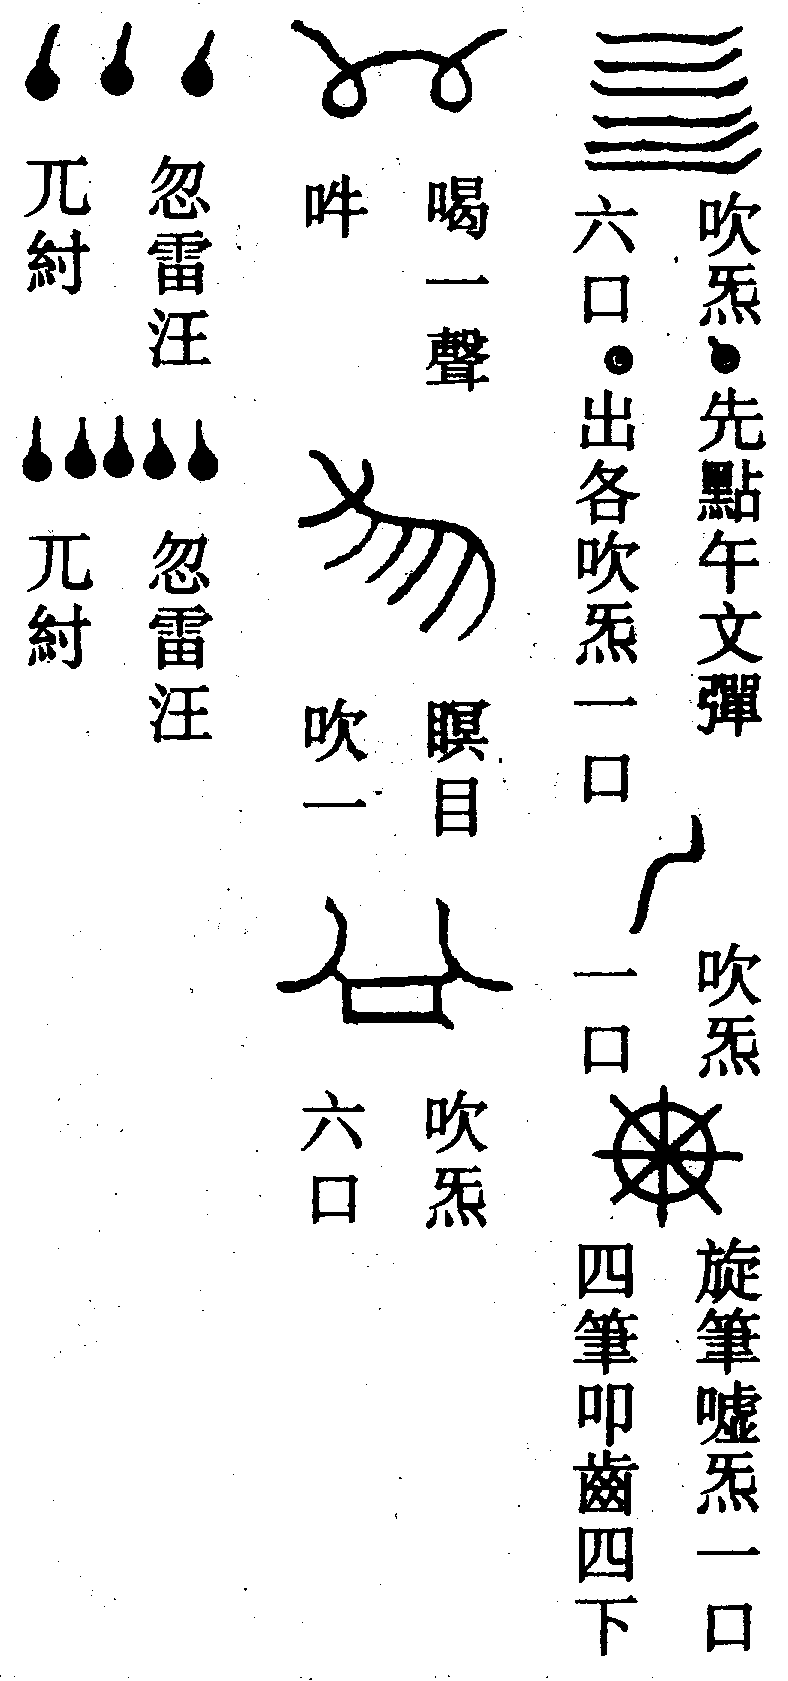 吹炁
六口
先點午文彈
出各吹炁一口
吹炁
一口
旋筆噓炁一口
四筆叩齒四下
喝一聲
吽
瞑目
吹一
吹炁
六口
忽雷汪
兀紂
忽雷汪
兀紂